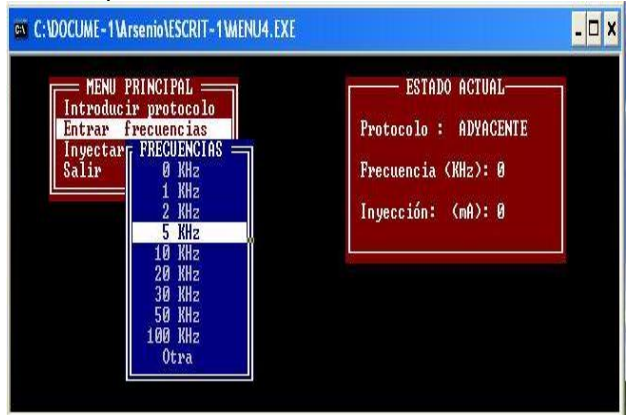 C:\DOCUME~1\Arsenio\ESCRIT~1\MENU4.EXE
MENU PRINCIPAL
Introducir protocolo
Entrar frecuencias
Inyectar
Salir
FRECUENCIAS
0 KHz
1 KHz
2 KHz
5 KHz
10 KHz
20 KHz
30 KHz
50 KHz
100 KHz
Otra
ESTADO ACTUAL
Protocolo : ADYACENTE
Frecuencia (KHz): 0
Inyección: (mA): 0